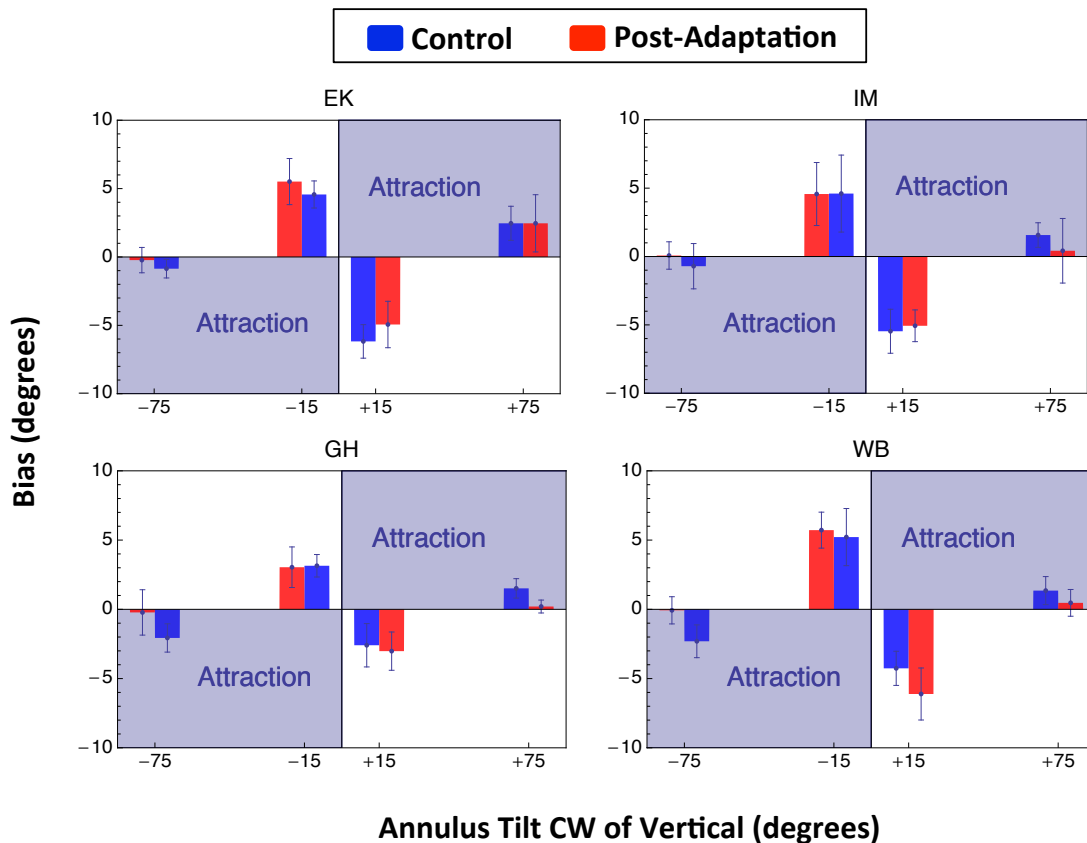 Control Post-Adaptation
EK
10
5
0
−5
−10
Attraction
Attraction
−75 −15 +15 +75
IM
10
5
0
−5
−10
Attraction
Attraction
−75 −15 +15 +75
GH
10
5
0
−5
−10
Attraction
Attraction
−75 −15 +15 +75
WB
10
5
0
−5
−10
Attraction
Attraction
−75 −15 +15 +75
Bias (degrees)
Annulus Tilt CW of Vertical (degrees)